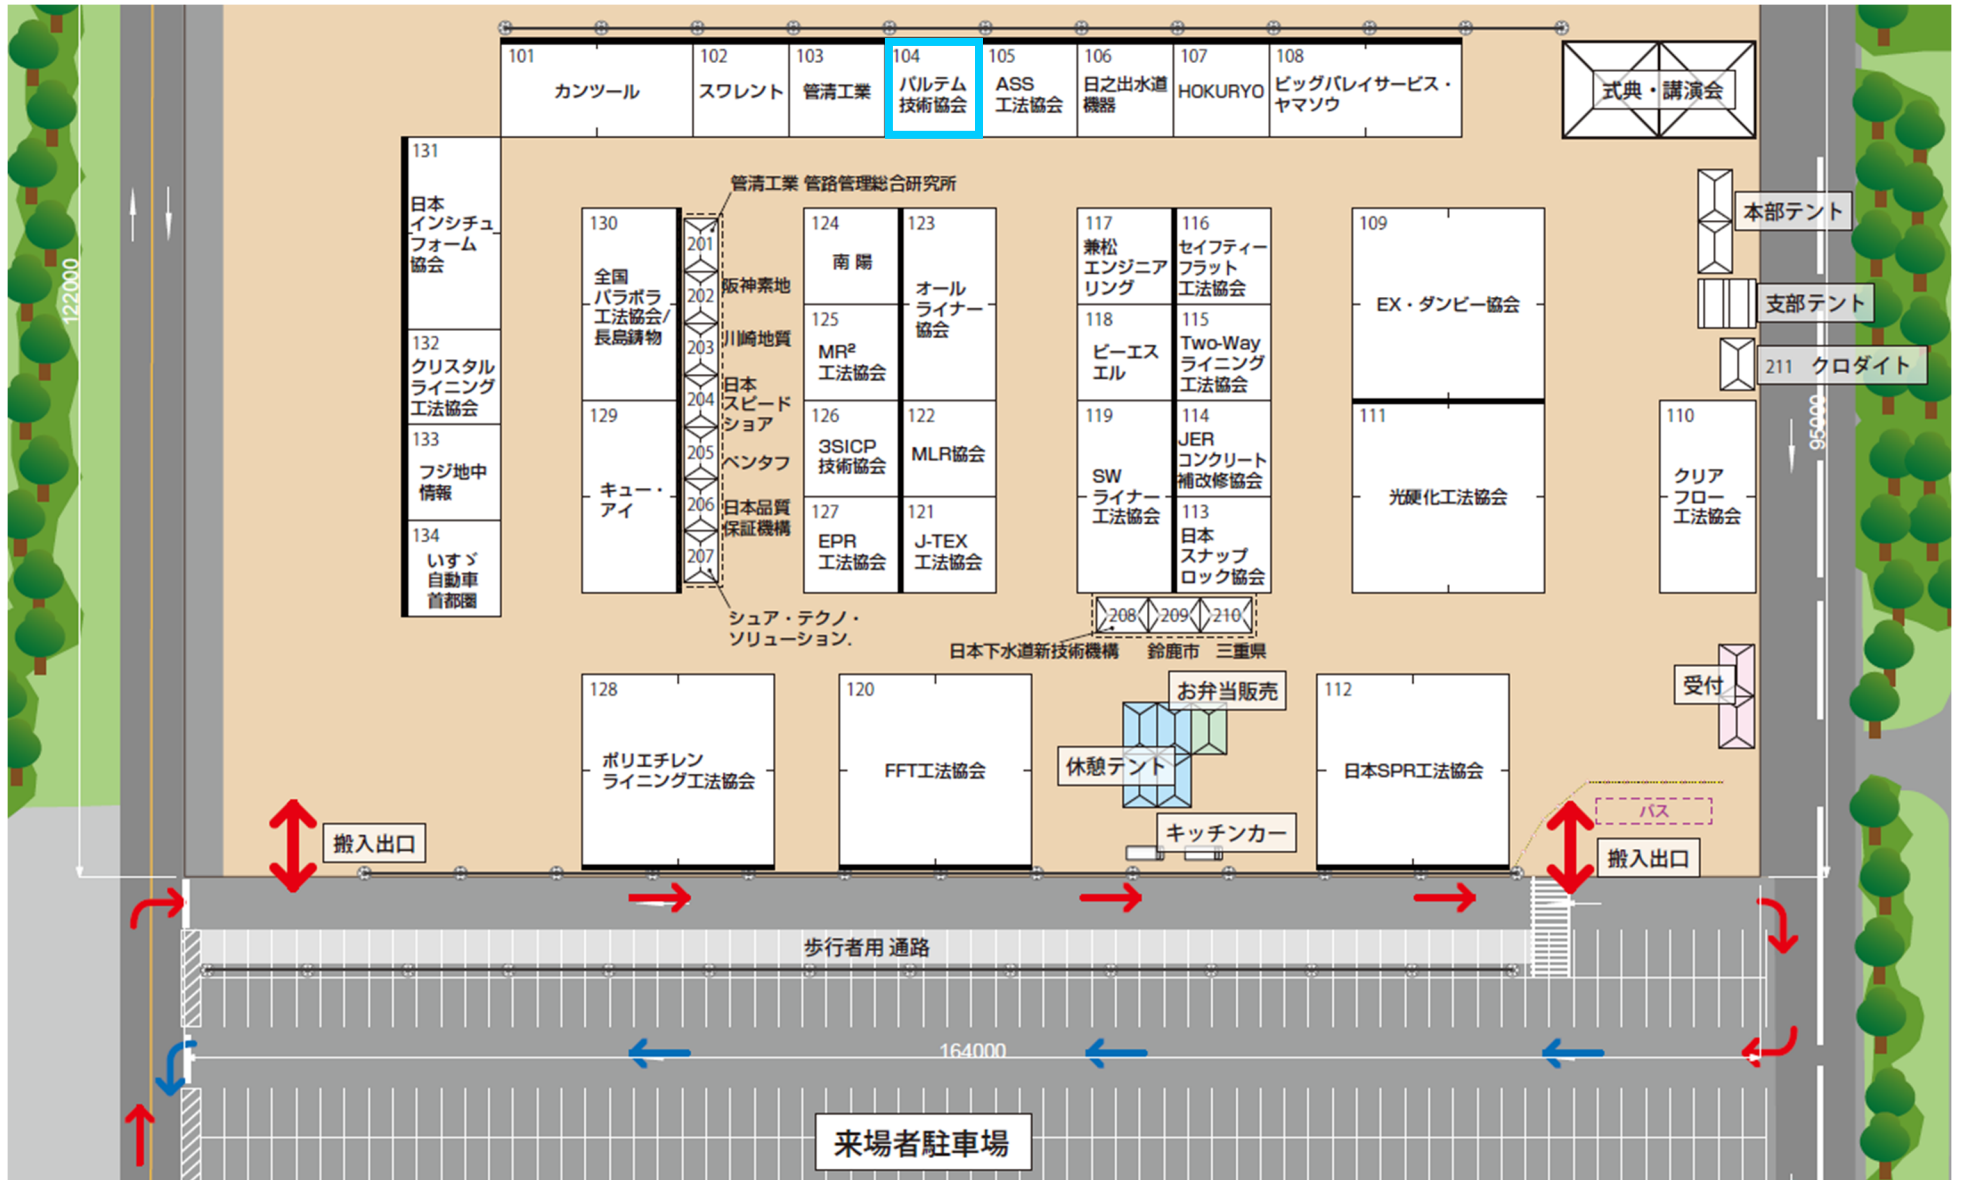 101
カンツール
102
スワレント
103
管清工業
104
パルテム
技術協会
105
ASS
工法協会
106
日之出水道
機器
107
HOKURYO
108
ビッグバレイサービス・
ヤマソウ
式典・講演会
131
日本
インシチュ
フォーム
協会
132
クリスタル
ライニング
工法協会
133
フジ地中
情報
134
いすゞ
自動車
首都圏
管清工業 管路管理総合研究所
130
全国
パラボラ
工法協会/
長島鋳物
129
キュー・
アイ
201
202
阪神素地
203
川崎地質
204
日本
スピード
ショア
205
ベンタフ
206
日本品質
保証機構
207
シュア・テクノ・
ソリューション.
124
南 陽
125
MR²
工法協会
126
3SICP
技術協会
127
EPR
工法協会
123
オール
ライナー
協会
122
MLR協会
121
J-TEX
工法協会
117
兼松
エンジニア
リング
118
ビーエス
エル
119
SW
ライナー
工法協会
116
セイフティー
フラット
工法協会
115
Two-Way
ライニング
工法協会
114
JER
コンクリート
補改修協会
113
日本
スナップ
ロック協会
208
209
210
日本下水道新技術機構
鈴鹿市
三重県
109
EX・ダンビー協会
111
光硬化工法協会
本部テント
支部テント
211 クロダイト
110
クリア
フロー
工法協会
受付
128
ポリエチレン
ライニング工法協会
120
FFT工法協会
お弁当販売
休憩テント
キッチンカー
112
日本SPR工法協会
バス
搬入出口
搬入出口
122000
95000
歩行者用 通路
164000
来場者駐車場